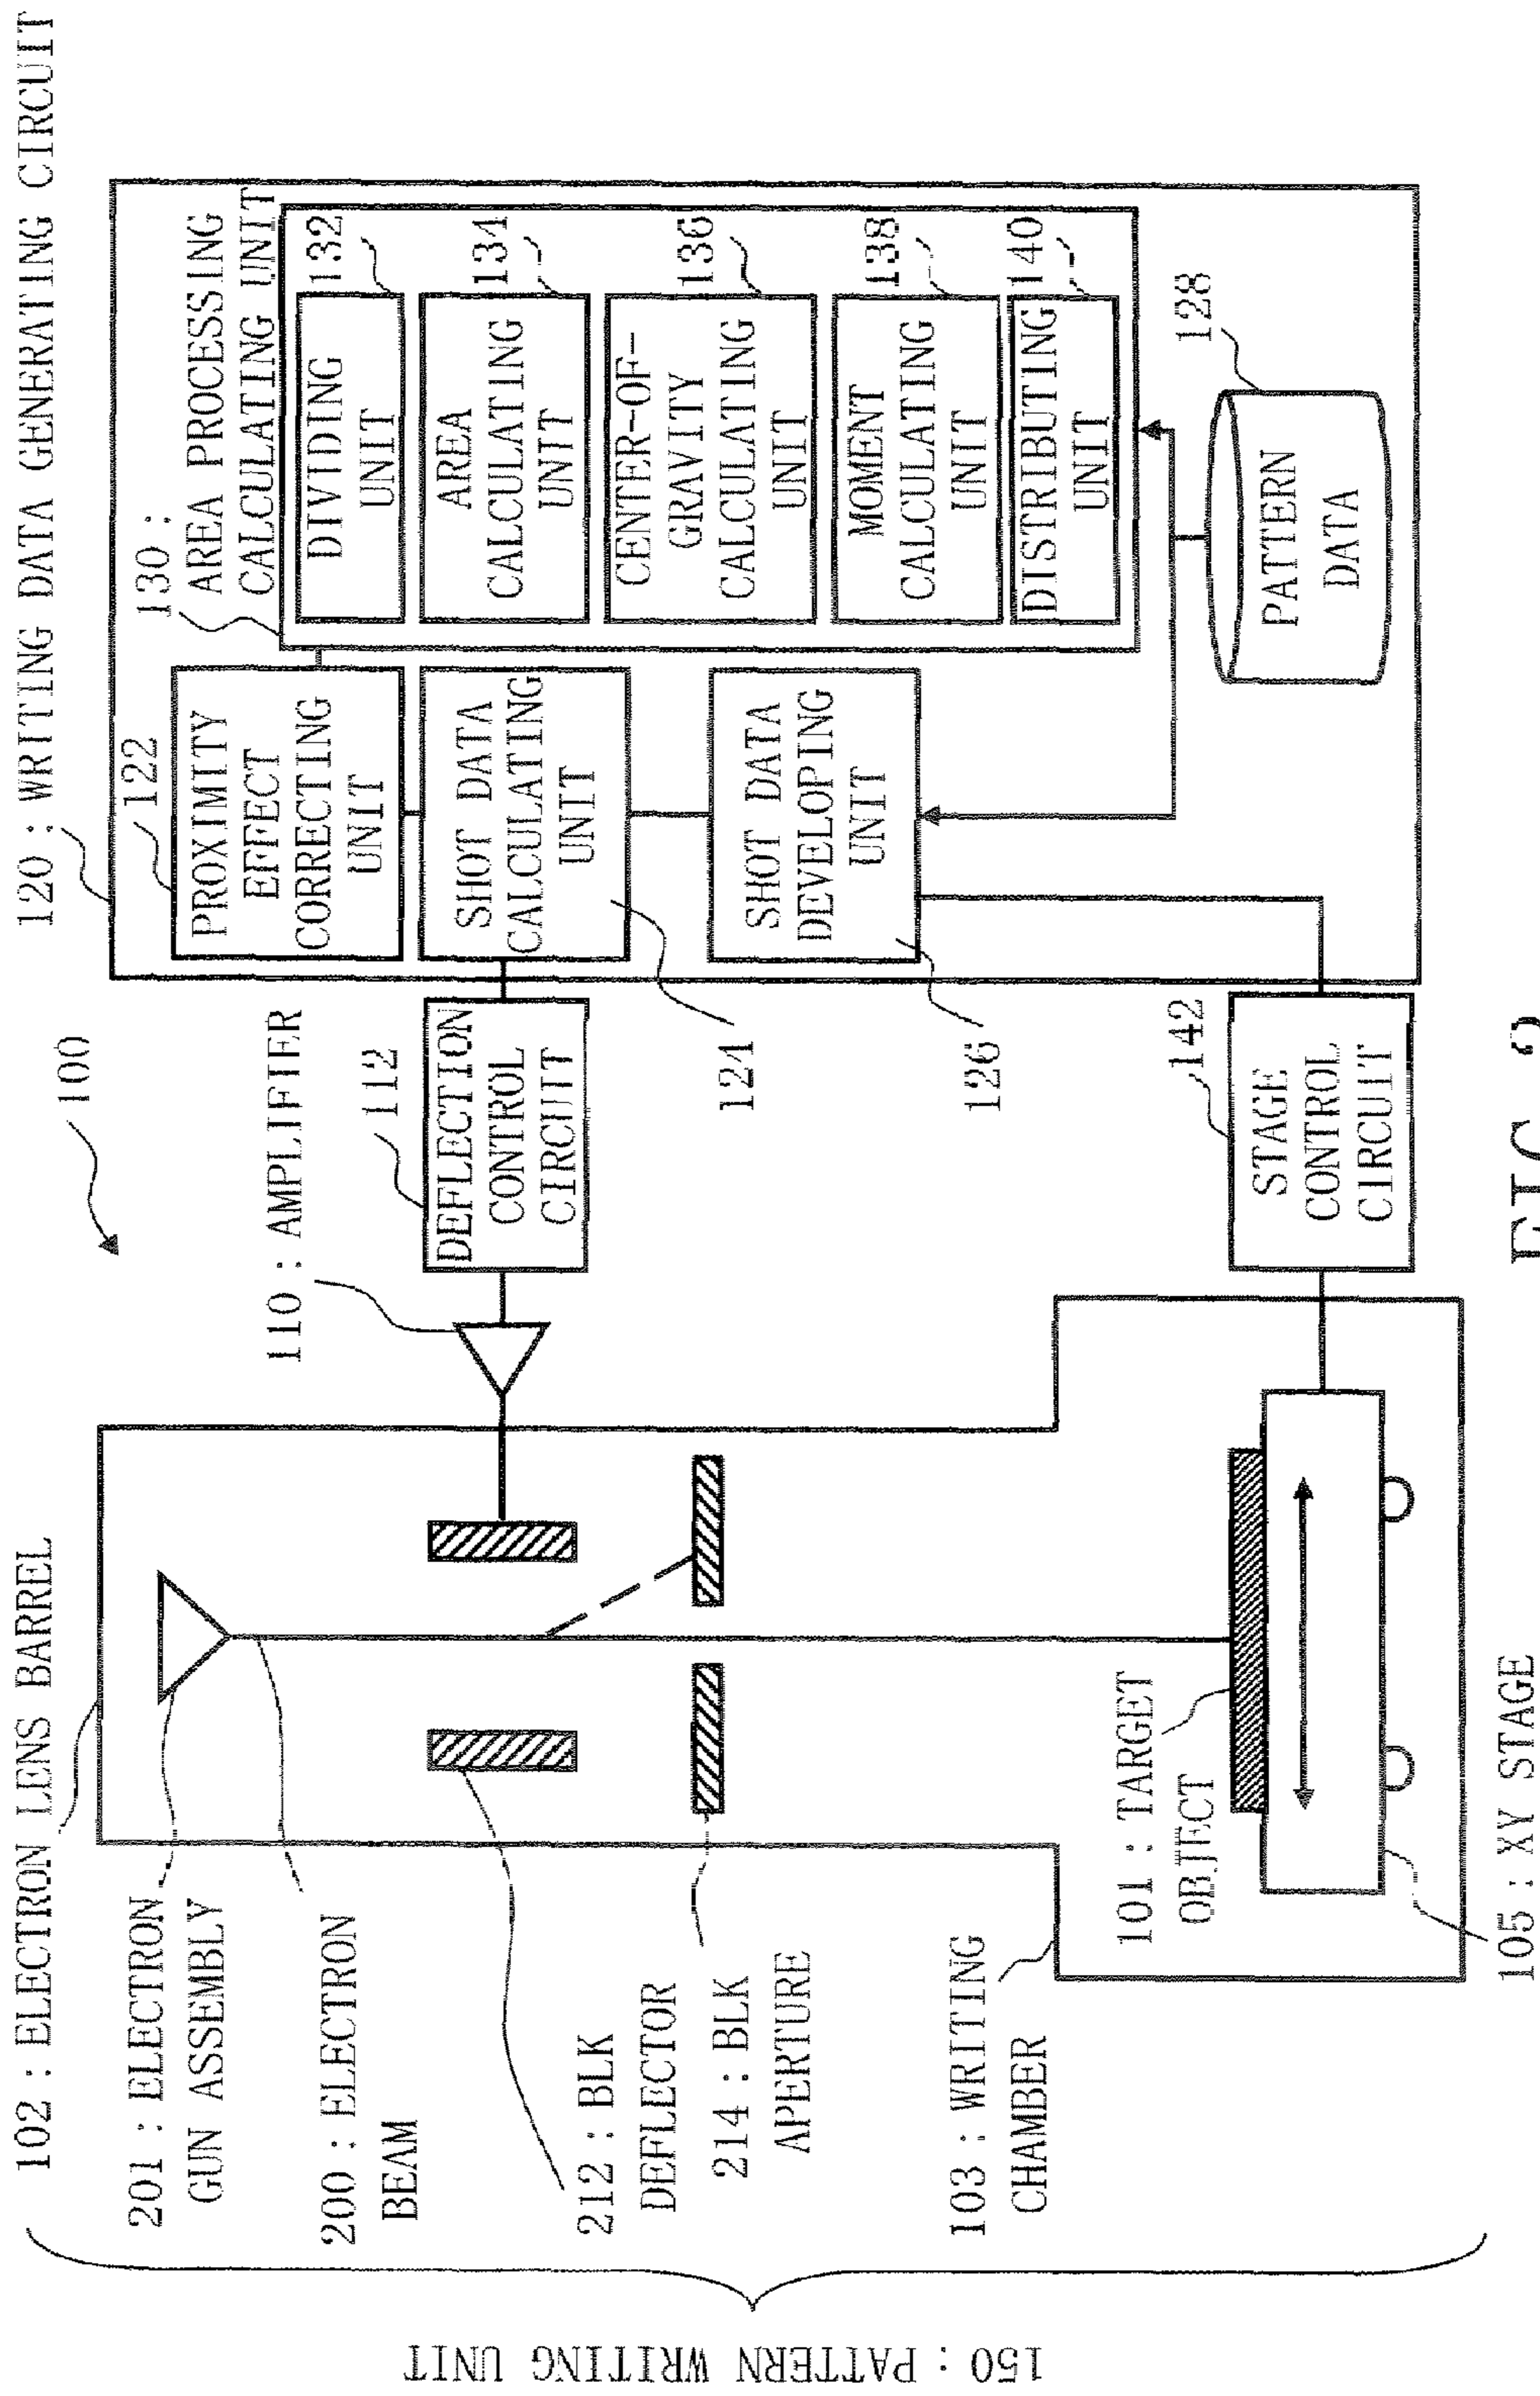 102 : ELECTRON LENS BARREL
120 : WRITING DATA GENERATING CIRCUIT
100
201 : ELECTRON
GUN ASSEMBLY
200 : ELECTRON
BEAM
212 : BLK
DEFLECTOR
214 : BLK
APERTURE
103 : WRITING
CHAMBER
101 : TARGET
OBJECT
105 : XY STAGE
150 : PATTERN WRITING UNIT
110 : AMPLIFIER
112
DEFLECTION
CONTROL
CIRCUIT
142
STAGE
CONTROL
CIRCUIT
122
PROXIMITY
EFFECT
CORRECTING
UNIT
SHOT DATA
CALCULATING
UNIT
124
SHOT DATA
DEVELOPING
UNIT
126
130 :
AREA PROCESSING
CALCULATING UNIT
DIVIDING
UNIT
132
AREA
CALCULATING
UNIT
134
CENTER-OF-
GRAVITY
CALCULATING
UNIT
136
MOMENT
CALCULATING
UNIT
138
DISTRIBUTING
UNIT
140
PATTERN
DATA
128